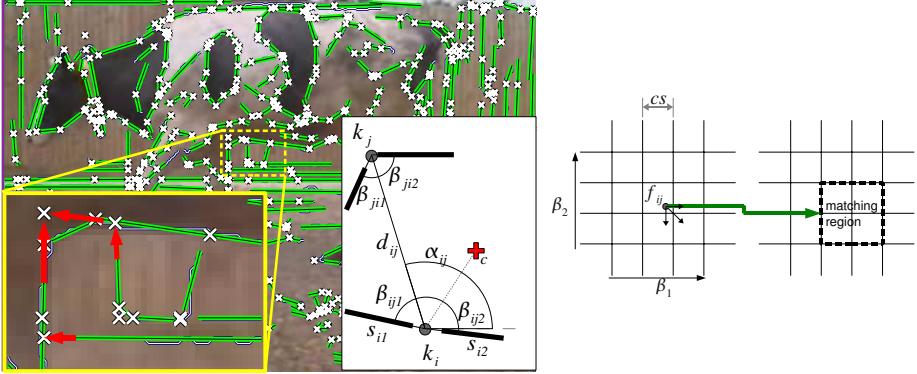 k_j
β_ji1
β_ji2
d_ij
α_ij
c
β_ij1
β_ij2
s_i1
s_i2
k_i
cs
β_2
f_ij
β_1
matching
region